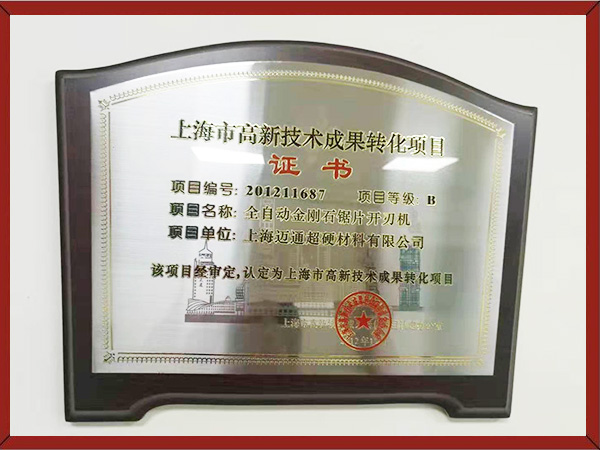 上海市高新技术成果转化项目
证书
项目编号: 201211687 项目等级: B
项目名称: 全自动金刚石锯片开刃机
项目单位: 上海迈通超硬材料有限公司
该项目经审定,认定为上海市高新技术成果转化项目